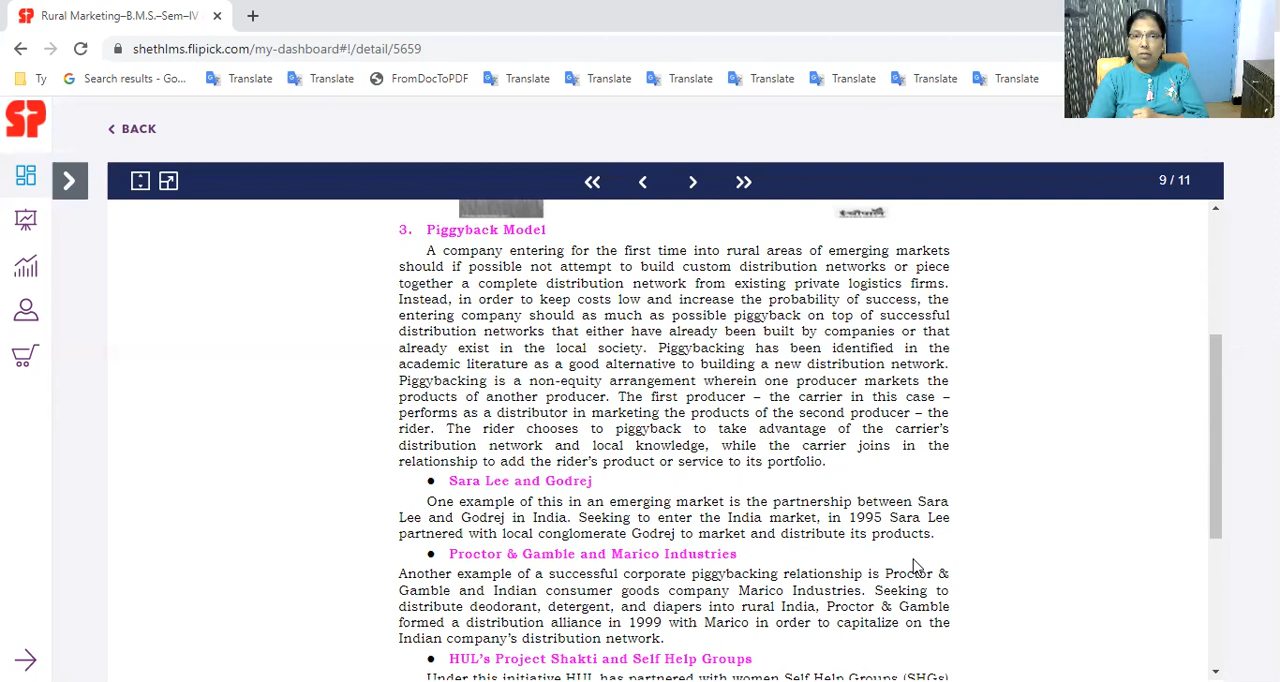 Rural Marketing–B.M.S.–Sem–IV
shethlms.flipick.com/my-dashboard#!/detail/5659
Ty
Search results - Go...
Translate
Translate
FromDocToPDF
Translate
Translate
Translate
Translate
Translate
Translate
Translate
SP
BACK
9 / 11
3. Piggyback Model
A company entering for the first time into rural areas of emerging markets
should if possible not attempt to build custom distribution networks or piece
together a complete distribution network from existing private logistics firms.
Instead, in order to keep costs low and increase the probability of success, the
entering company should as much as possible piggyback on top of successful
distribution networks that either have already been built by companies or that
already exist in the local society. Piggybacking has been identified in the
academic literature as a good alternative to building a new distribution network.
Piggybacking is a non-equity arrangement wherein one producer markets the
products of another producer. The first producer – the carrier in this case –
performs as a distributor in marketing the products of the second producer – the
rider. The rider chooses to piggyback to take advantage of the carrier's
distribution network and local knowledge, while the carrier joins in the
relationship to add the rider's product or service to its portfolio.
● Sara Lee and Godrej
One example of this in an emerging market is the partnership between Sara
Lee and Godrej in India. Seeking to enter the India market, in 1995 Sara Lee
partnered with local conglomerate Godrej to market and distribute its products.
● Proctor & Gamble and Marico Industries
Another example of a successful corporate piggybacking relationship is Proctor &
Gamble and Indian consumer goods company Marico Industries. Seeking to
distribute deodorant, detergent, and diapers into rural India, Proctor & Gamble
formed a distribution alliance in 1999 with Marico in order to capitalize on the
Indian company's distribution network.
● HUL's Project Shakti and Self Help Groups
Under this initiative HUL has partnered with women Self Help Groups (SHGs)